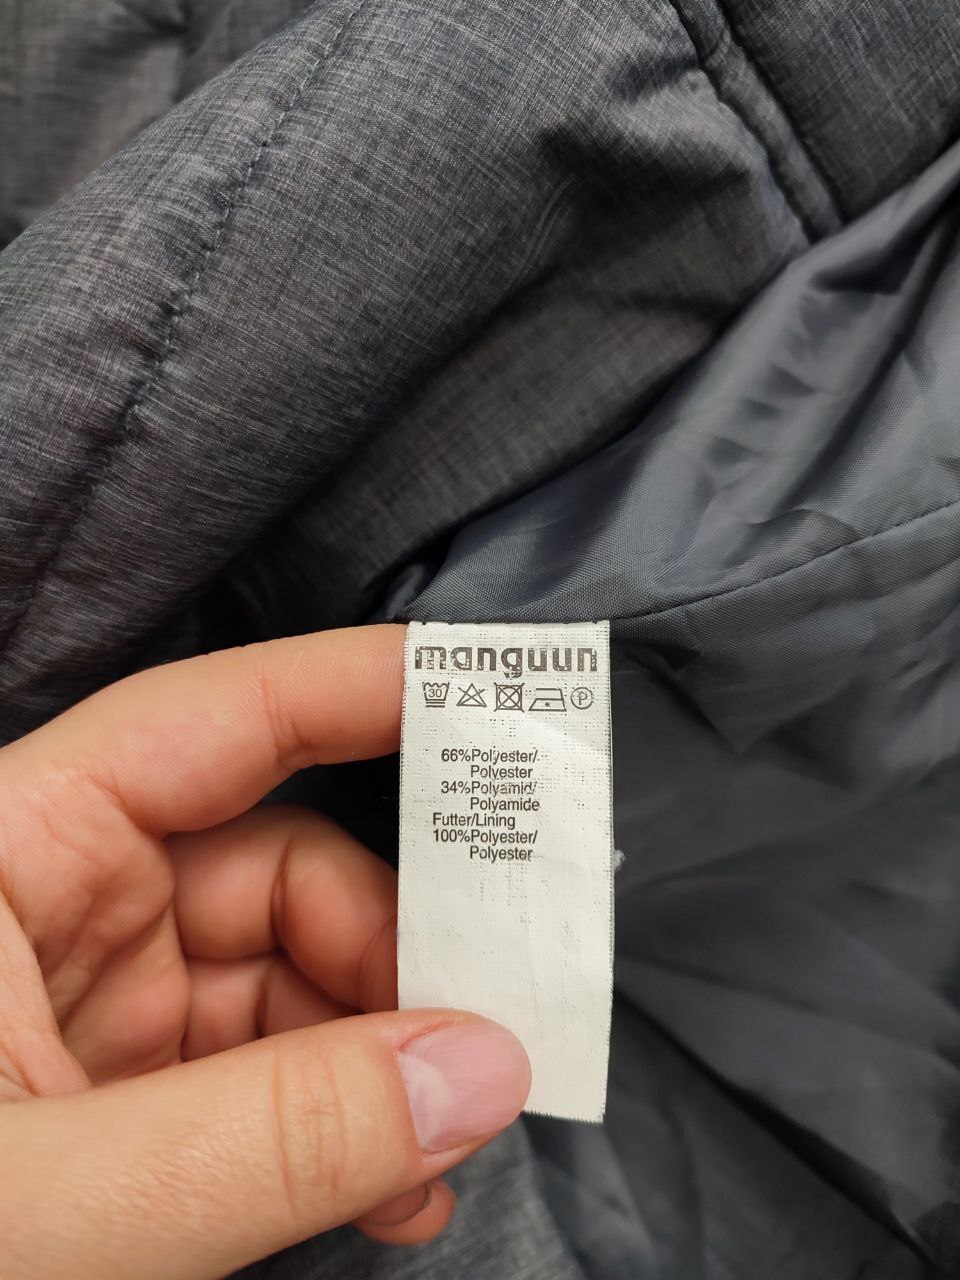 manguun
30 P
66%Polyester/
Polyester
34%Polyamid/
Polyamide
Futter/Lining
100%Polyester/
Polyester